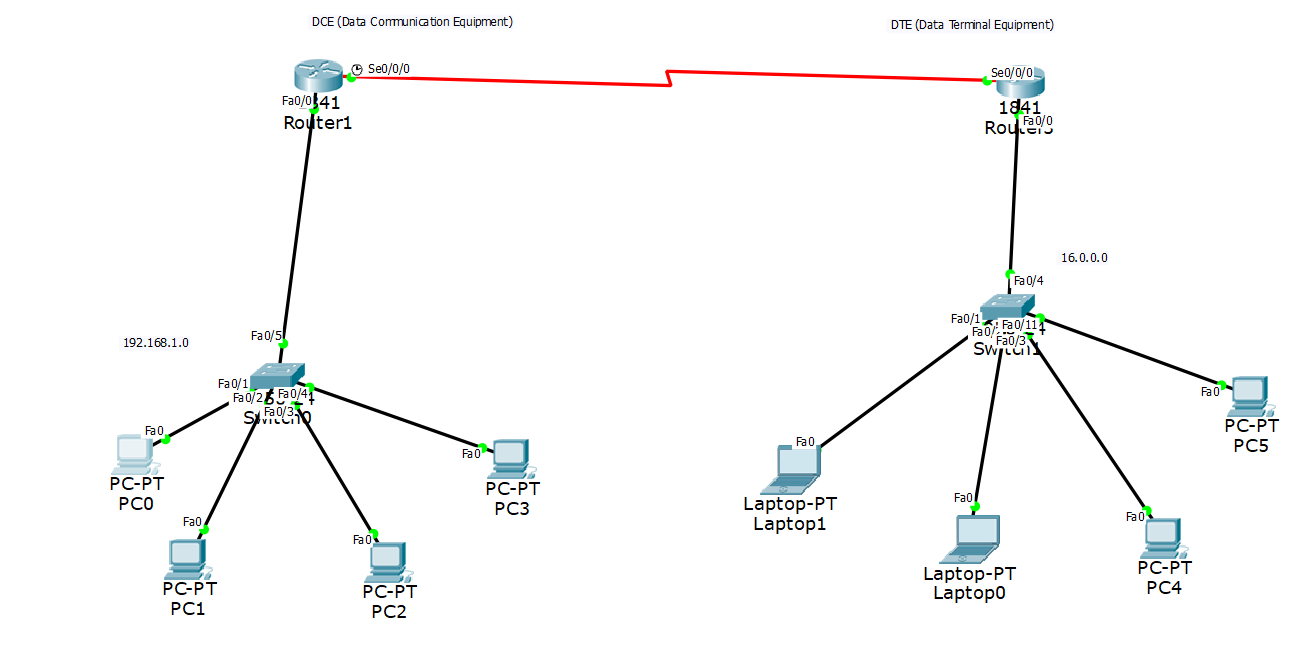 DCE (Data Communication Equipment)
DTE (Data Terminal Equipment)
Se0/0/0
Se0/0/0
Fa0/0
Router1
1841
Fa0/0
16.0.0.0
Fa0/4
Fa0/1
Fa0/11
Fa0/3
Switch1
Fa0/5
192.168.1.0
Fa0/1
Fa0/2
Fa0/4
Fa0/3
Switch0
Fa0
PC-PT
PC0
Fa0
PC-PT
PC1
Fa0
PC-PT
PC2
Fa0
PC-PT
PC3
Fa0
Laptop-PT
Laptop1
Fa0
Laptop-PT
Laptop0
Fa0
PC-PT
PC4
Fa0
PC-PT
PC5